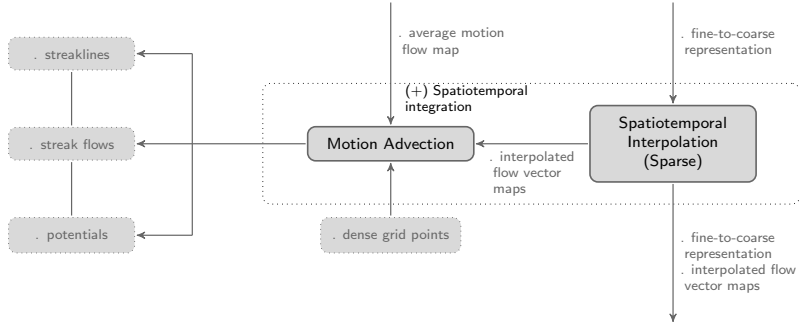 . average motion
flow map
. fine-to-coarse
representation
. streaklines
(+) Spatiotemporal
integration
Spatiotemporal
Interpolation
(Sparse)
. streak flows
Motion Advection
. interpolated
flow vector
maps
. potentials
. dense grid points
. fine-to-coarse
representation
. interpolated flow
vector maps